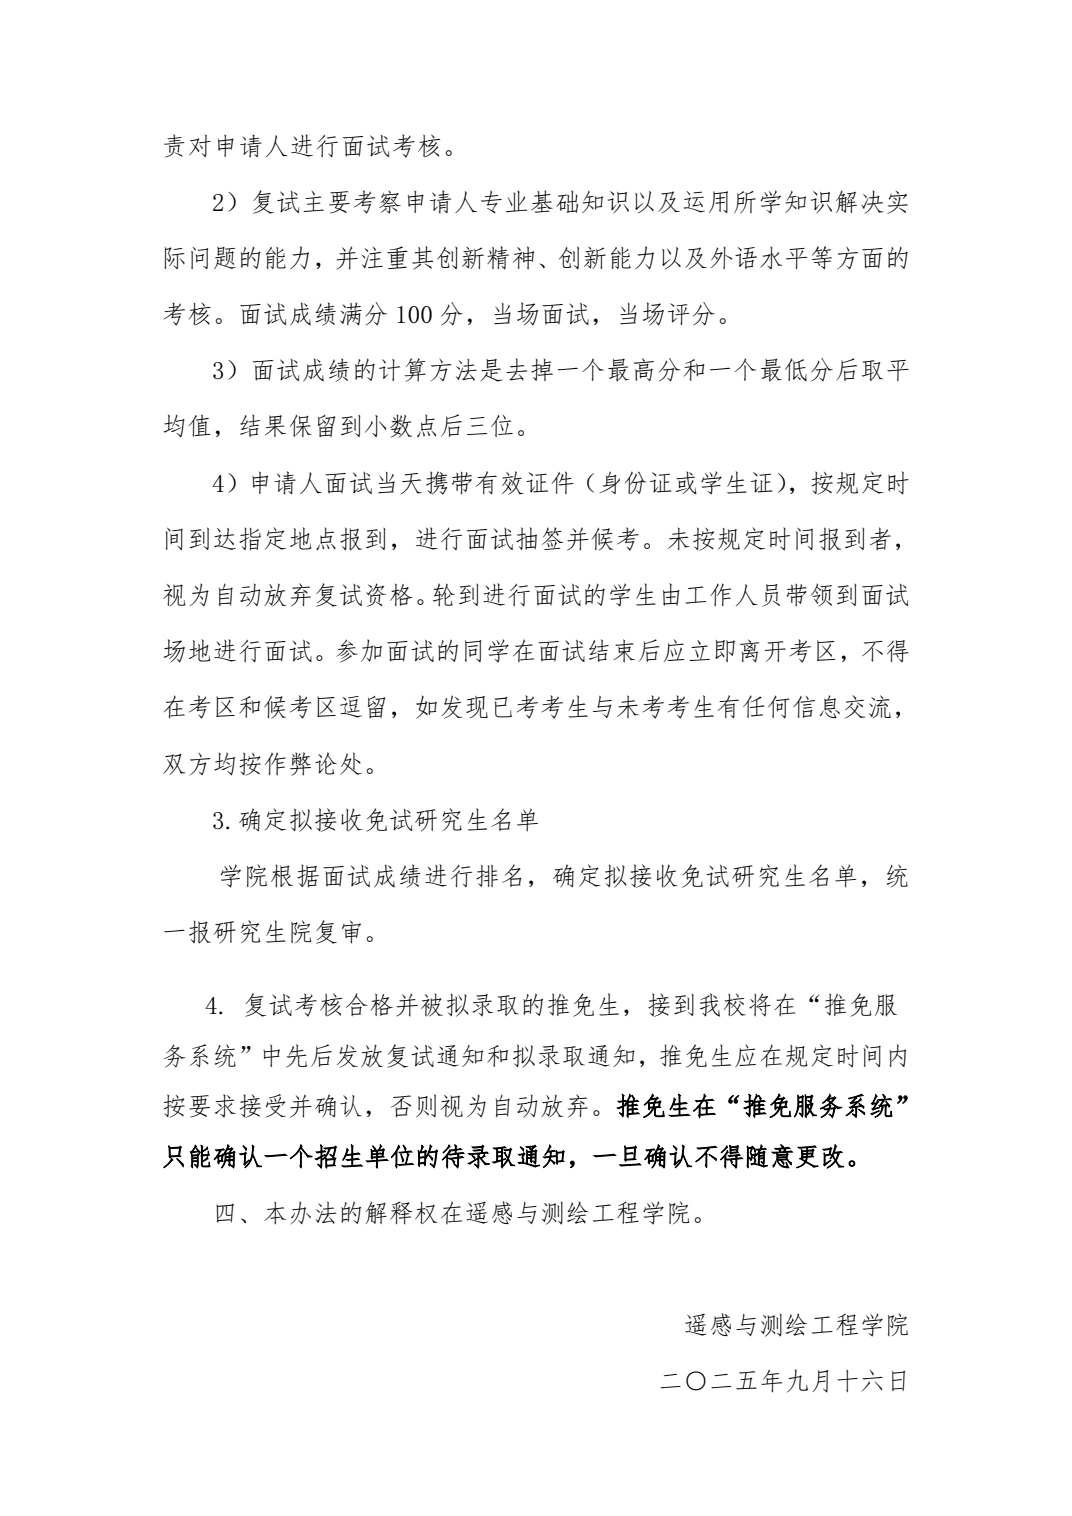 责对申请人进行面试考核。
2）复试主要考察申请人专业基础知识以及运用所学知识解决实
际问题的能力，并注重其创新精神、创新能力以及外语水平等方面的
考核。面试成绩满分 100 分，当场面试，当场评分。
3）面试成绩的计算方法是去掉一个最高分和一个最低分后取平
均值，结果保留到小数点后三位。
4）申请人面试当天携带有效证件（身份证或学生证），按规定时
间到达指定地点报到，进行面试抽签并候考。未按规定时间报到者，
视为自动放弃复试资格。轮到进行面试的学生由工作人员带领到面试
场地进行面试。参加面试的同学在面试结束后应立即离开考区，不得
在考区和候考区逗留，如发现已考考生与未考考生有任何信息交流，
双方均按作弊论处。
3.确定拟接收免试研究生名单
学院根据面试成绩进行排名，确定拟接收免试研究生名单，统
一报研究生院复审。
4. 复试考核合格并被拟录取的推免生，接到我校将在“推免服
务系统”中先后发放复试通知和拟录取通知，推免生应在规定时间内
按要求接受并确认，否则视为自动放弃。推免生在“推免服务系统”
只能确认一个招生单位的待录取通知，一旦确认不得随意更改。
四、本办法的解释权在遥感与测绘工程学院。
遥感与测绘工程学院
二〇二五年九月十六日